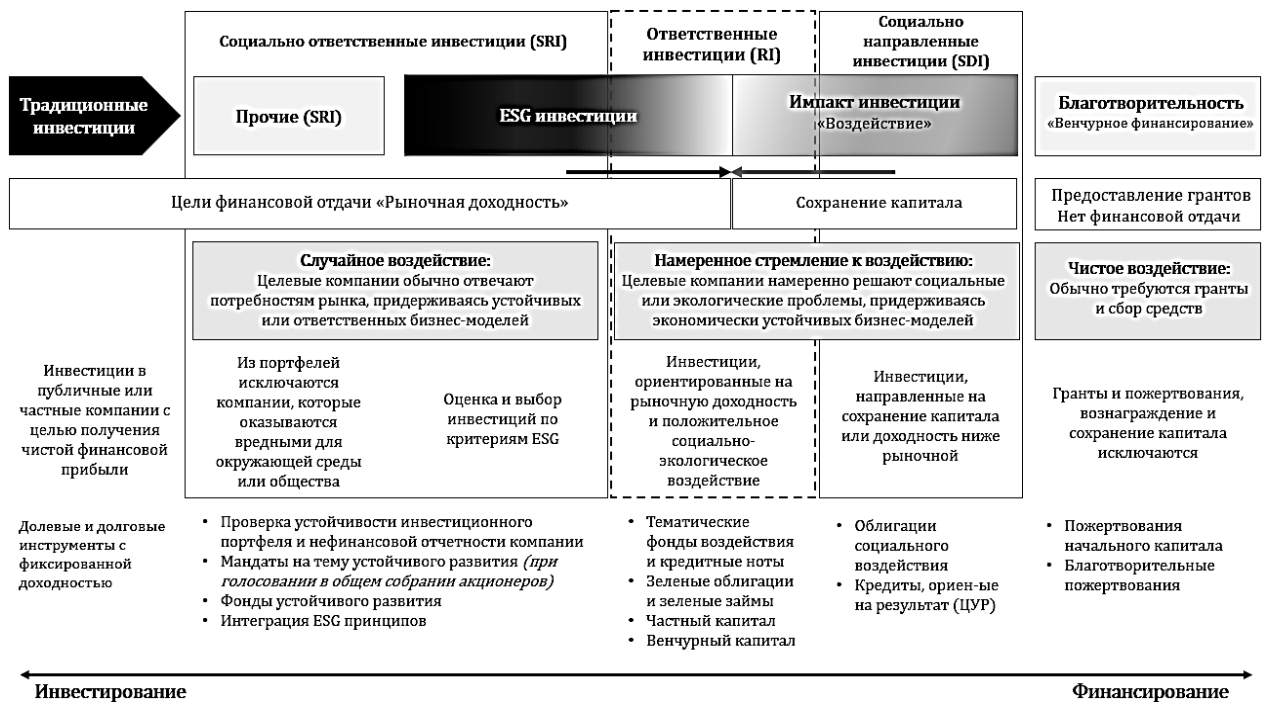 Социально ответственные инвестиции (SRI)
Ответственные
инвестиции (RI)
Социально
направленные
инвестиции (SDI)
Традиционные
инвестиции
Прочие (SRI)
ESG инвестиции
Импакт инвестиции
«Воздействие»
Благотворительность
«Венчурное финансирование»
Цели финансовой отдачи «Рыночная доходность»
Сохранение капитала
Предоставление грантов
Нет финансовой отдачи
Случайное воздействие:
Целевые компании обычно отвечают
потребностям рынка, придерживаясь устойчивых
или ответственных бизнес-моделей
Намеренное стремление к воздействию:
Целевые компании намеренно решают социальные
или экологические проблемы, придерживаясь
экономически устойчивых бизнес-моделей
Чистое воздействие:
Обычно требуются гранты
и сбор средств
Инвестиции в
публичные или
частные компании с
целью получения
чистой финансовой
прибыли
Из портфелей
исключаются
компании, которые
оказываются
вредными для
окружающей среды
или общества
Оценка и выбор
инвестиций по
критериям ESG
Инвестиции,
ориентированные на
рыночную доходность
и положительное
социально-
экологическое
воздействие
Инвестиции,
направленные на
сохранение капитала
или доходность ниже
рыночной
Гранты и пожертвования,
вознаграждение и
сохранение капитала
исключаются
Долевые и долговые
инструменты с
фиксированной
доходностью
• Проверка устойчивости инвестиционного
портфеля и нефинансовой отчетности компании
• Мандаты на тему устойчивого развития (при
голосовании в общем собрании акционеров)
• Фонды устойчивого развития
• Интеграция ESG принципов
• Тематические
фонды воздействия
и кредитные ноты
• Зеленые облигации
и зеленые займы
• Частный капитал
• Венчурный капитал
• Облигации
социального
воздействия
• Кредиты, ориен-ые
на результат (ЦУР)
• Пожертвования
начального капитала
• Благотворительные
пожертвования
Инвестирование
Финансирование